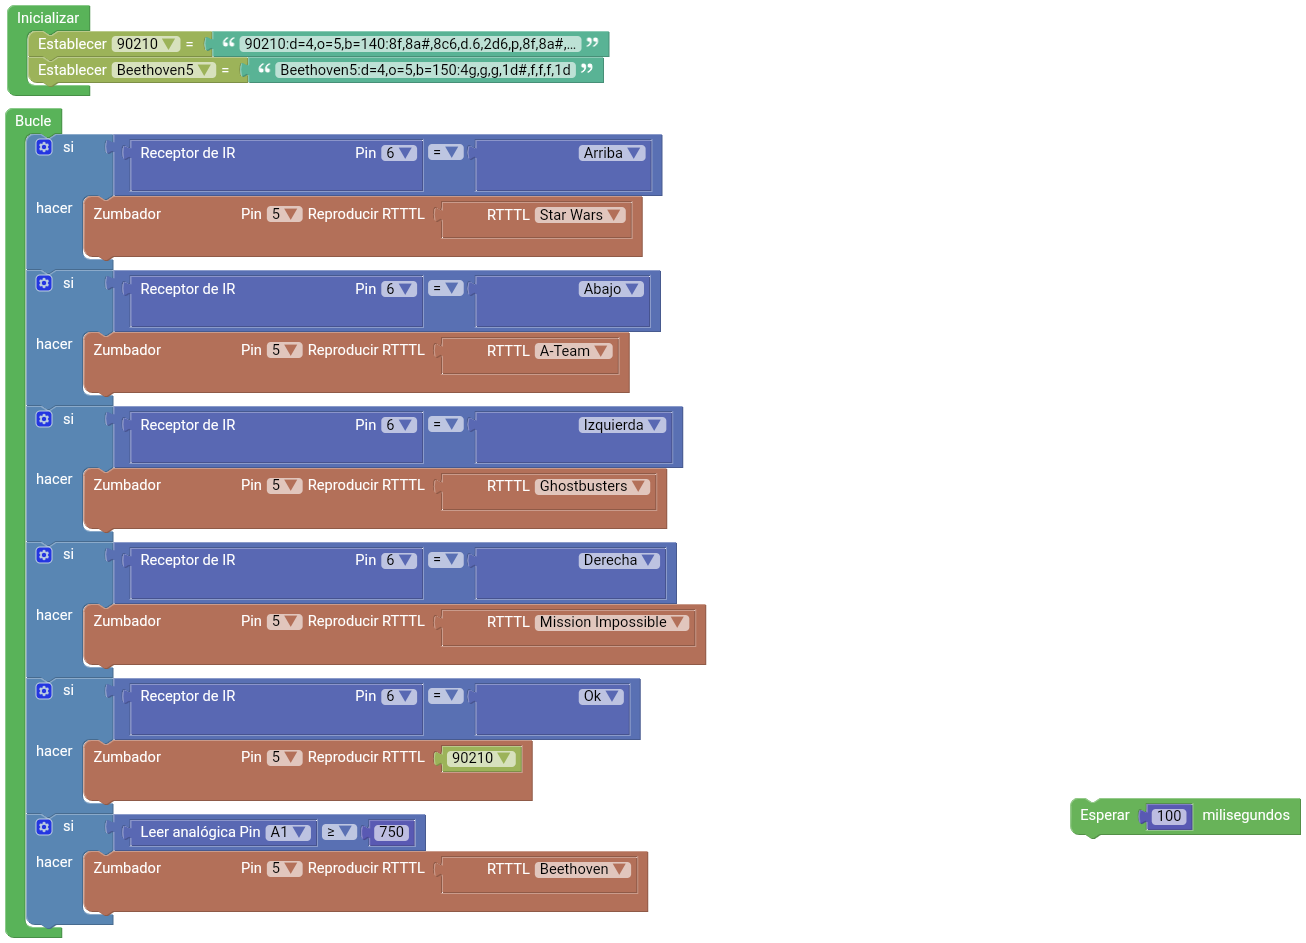 Inicializar
Establecer 90210 = “ 90210:d=4,o=5,b=140:8f,8a#,8c6,d.6,2d6,p,8f,8a#,... ”
Establecer Beethoven5 = “ Beethoven5:d=4,o=5,b=150:4g,g,g,1d#,f,f,f,1d ”
Bucle
si Receptor de IR Pin 6 = Arriba
hacer Zumbador Pin 5 Reproducir RTTTL RTTTL Star Wars
si Receptor de IR Pin 6 = Abajo
hacer Zumbador Pin 5 Reproducir RTTTL RTTTL A-Team
si Receptor de IR Pin 6 = Izquierda
hacer Zumbador Pin 5 Reproducir RTTTL RTTTL Ghostbusters
si Receptor de IR Pin 6 = Derecha
hacer Zumbador Pin 5 Reproducir RTTTL RTTTL Mission Impossible
si Receptor de IR Pin 6 = Ok
hacer Zumbador Pin 5 Reproducir RTTTL 90210
Esperar 100 milisegundos
si Leer analógica Pin A1 ≥ 750
hacer Zumbador Pin 5 Reproducir RTTTL RTTTL Beethoven